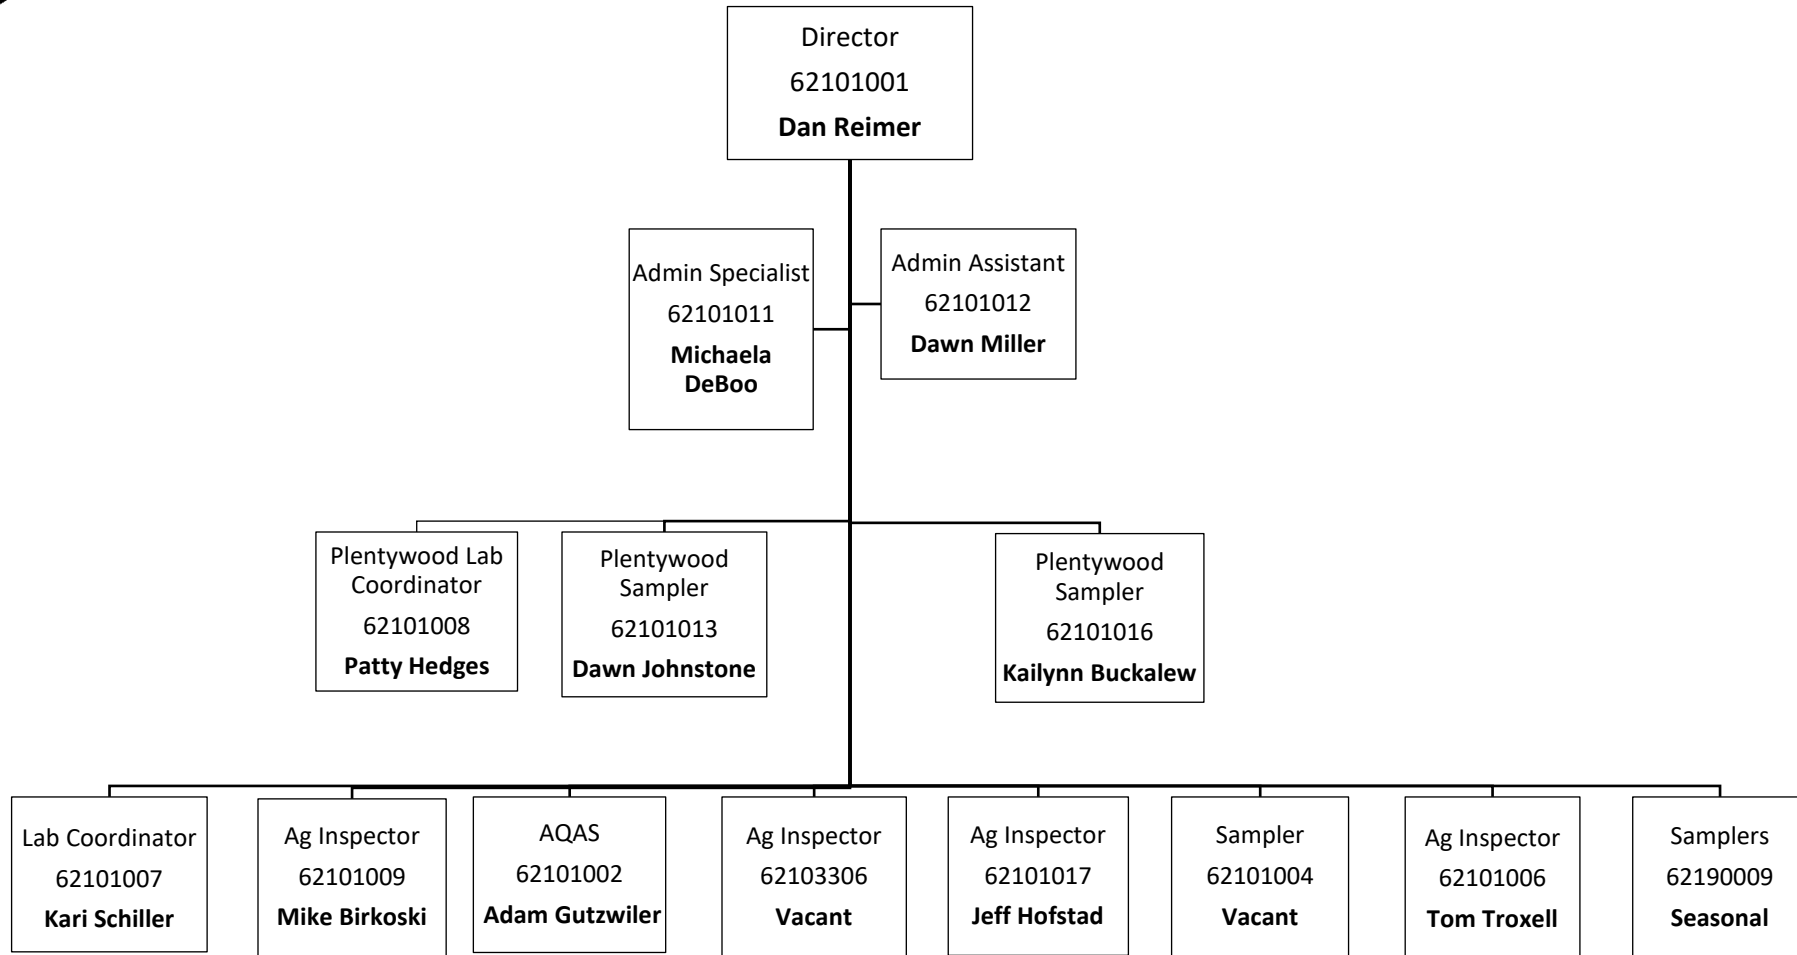 Director
62101001
Dan Reimer
Admin Specialist
62101011
Michaela
DeBoo
Admin Assistant
62101012
Dawn Miller
Plentywood Lab
Coordinator
62101008
Patty Hedges
Plentywood
Sampler
62101013
Dawn Johnstone
Plentywood
Sampler
62101016
Kailynn Buckalew
Lab Coordinator
62101007
Kari Schiller
Ag Inspector
62101009
Mike Birkoski
AQAS
62101002
Adam Gutzwiler
Ag Inspector
62103306
Vacant
Ag Inspector
62101017
Jeff Hofstad
Sampler
62101004
Vacant
Ag Inspector
62101006
Tom Troxell
Samplers
62190009
Seasonal